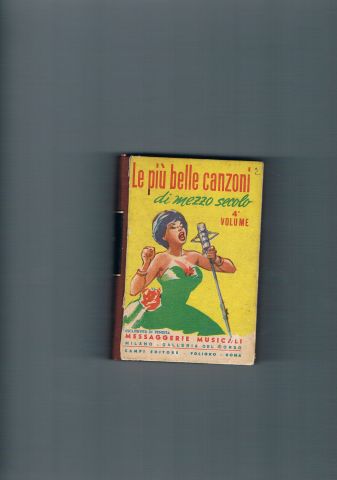 Le più belle canzoni
di mezzo secolo
4°
VOLUME
ESCLUSIVISTA DI VENDITA
MESSAGGERIE MUSICALI
MILANO - GALLERIA DEL CORSO
CAMPI EDITORE - FOLIGNO - ROMA